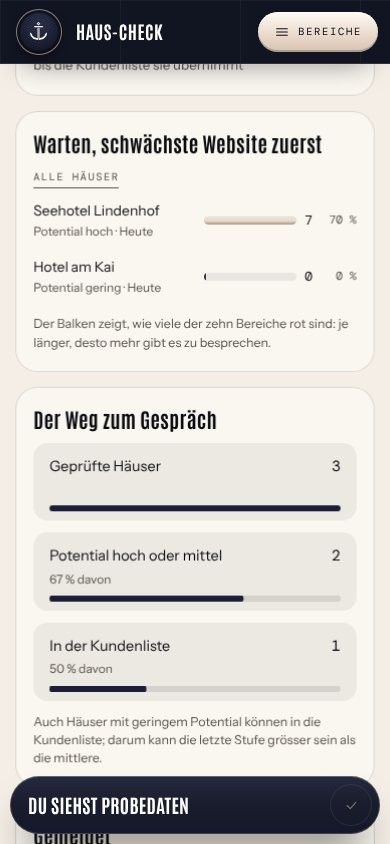 HAUS-CHECK
BEREICHE
bis die Kundenliste sie übernimmt
Warten, schwächste Website zuerst
ALLE HÄUSER
Seehotel Lindenhof
7 70 %
Potential hoch · Heute
Hotel am Kai
0 0 %
Potential gering · Heute
Der Balken zeigt, wie viele der zehn Bereiche rot sind: je
länger, desto mehr gibt es zu besprechen.
Der Weg zum Gespräch
Geprüfte Häuser 3
Potential hoch oder mittel 2
67 % davon
In der Kundenliste 1
50 % davon
Auch Häuser mit geringem Potential können in die
Kundenliste; darum kann die letzte Stufe grösser sein als
die mittlere.
DU SIEHST PROBEDATEN
Gemeldet